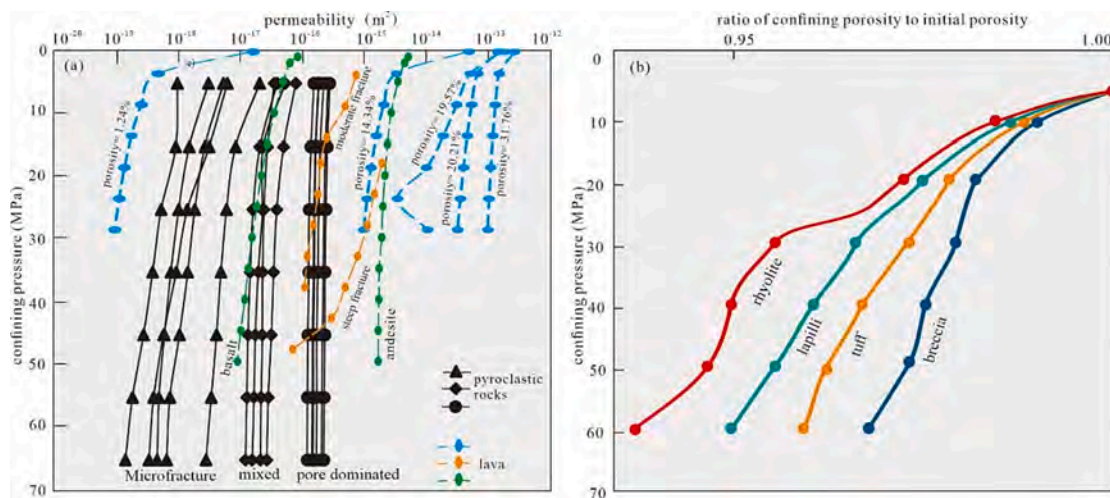 permeability (m²)
10-20 10-19 10-18 10-17 10-16 10-15 10-14 10-13 10-12
0
10
20
30
40
50
60
70
confining pressure (MPa)
(a)
porosity=1.24%
porosity=14.34%
porosity=19.57%
porosity=20.21%
porosity=31.76%
moderate fracture
steep fracture
basalt
andesite
pyroclastic
rocks
lava
Microfracture mixed pore dominated
ratio of confining porosity to initial porosity
0.95 1.00
0
10
20
30
40
50
60
70
confining pressure (MPa)
(b)
rhyolite
lapilli
tuff
breccia